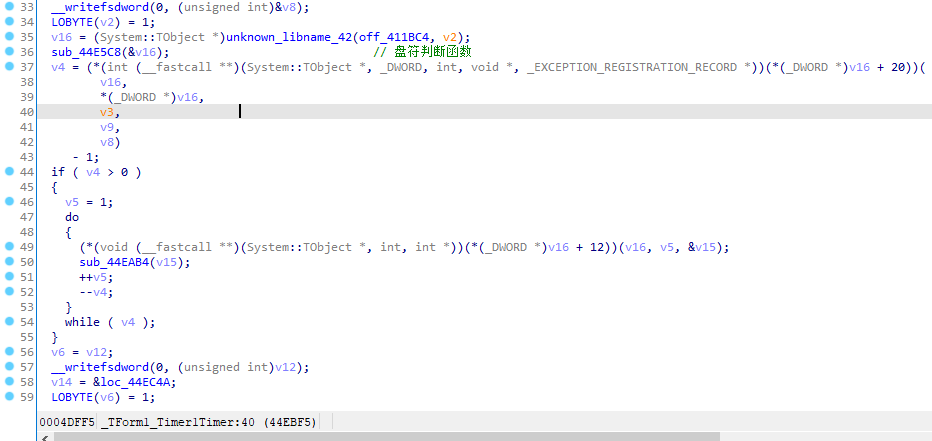 33 __writefsdword(0, (unsigned int)&v8);
34 LOBYTE(v2) = 1;
35 v16 = (System::TObject *)unknown_libname_42(off_411BC4, v2);
36 sub_44E5C8(&v16); // 盘符判断函数
37 v4 = (*(int (__fastcall **)(System::TObject *, _DWORD, int, void *, _EXCEPTION_REGISTRATION_RECORD *))(*(_DWORD *)v16 + 20))(
38 v16,
39 *(_DWORD *)v16,
40 v3,
41 v9,
42 v8)
43 - 1;
44 if ( v4 > 0 )
45 {
46 v5 = 1;
47 do
48 {
49 (*(void (__fastcall **)(System::TObject *, int, int *))(*(_DWORD *)v16 + 12))(v16, v5, &v15);
50 sub_44EAB4(v15);
51 ++v5;
52 --v4;
53 }
54 while ( v4 );
55 }
56 v6 = v12;
57 __writefsdword(0, (unsigned int)v12);
58 v14 = &loc_44EC4A;
59 LOBYTE(v6) = 1;
0004DFF5 _TForm1_Timer1Timer:40 (44EBF5)